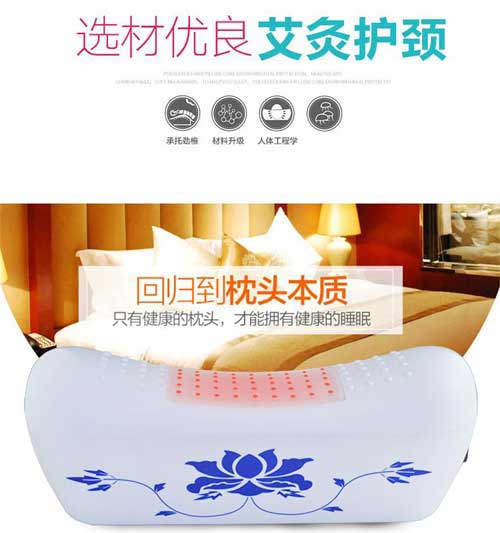 选材优良艾灸护颈
承托劲椎
材料升级
人体工程学
回归到枕头本质
只有健康的枕头，才能拥有健康的睡眠